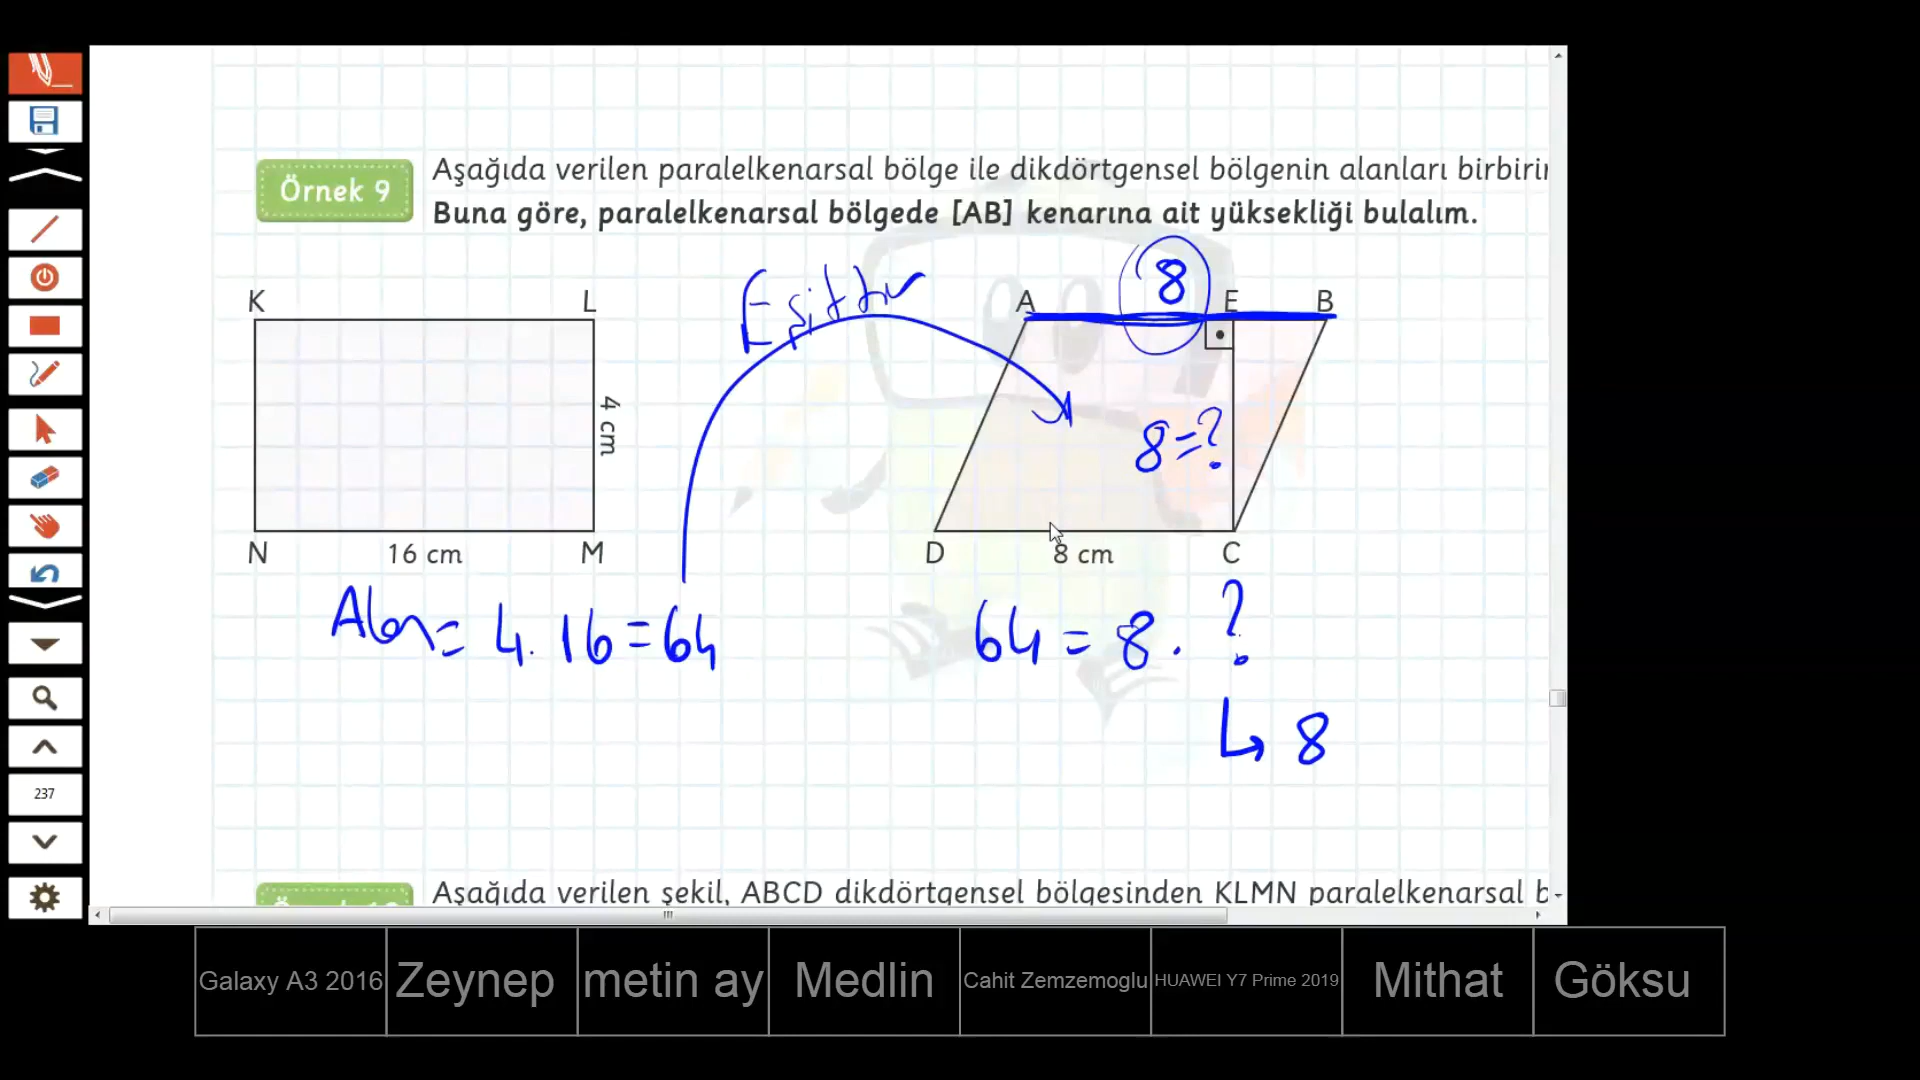 Örnek 9
Aşağıda verilen paralelkenarsal bölge ile dikdörtgensel bölgenin alanları birbirin
Buna göre, paralelkenarsal bölgede [AB] kenarına ait yüksekliği bulalım.
Eşittir
8
K L
A E B
4 cm
8=?
N 16 cm M
D 8 cm C
Alan= 4.16=64
64 = 8. ?
↳ 8
237
Aşağıda verilen şekil, ABCD dikdörtgensel bölgesinden KLMN paralelkenarsal b
Galaxy A3 2016 Zeynep metin ay Medlin Cahit Zemzemoglu HUAWEI Y7 Prime 2019 Mithat Göksu